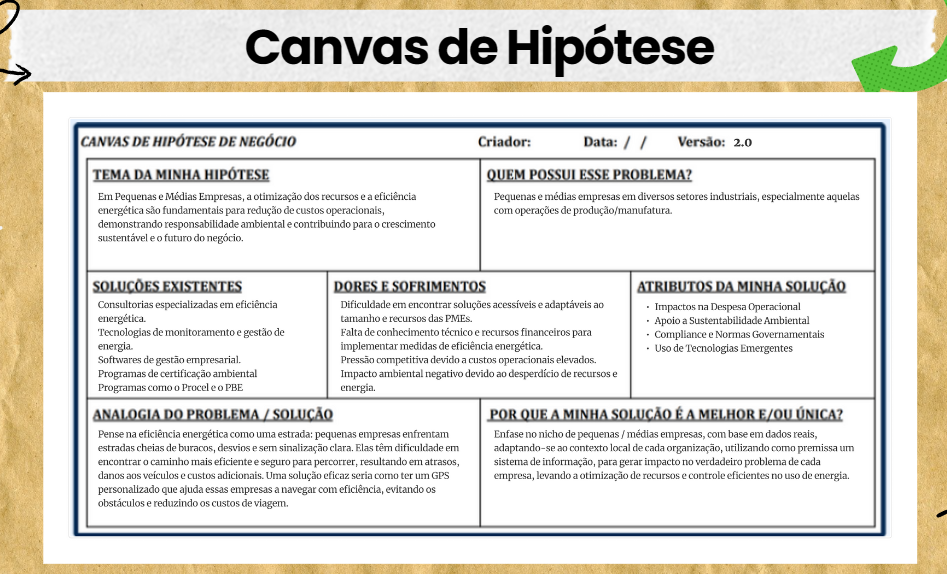 Canvas de Hipótese
CANVAS DE HIPÓTESE DE NEGÓCIO
Criador:
Data: / /
Versão: 2.0
TEMA DA MINHA HIPÓTESE
Em Pequenas e Médias Empresas, a otimização dos recursos e a eficiência
energética são fundamentais para redução de custos operacionais,
demonstrando responsabilidade ambiental e contribuindo para o crescimento
sustentável e o futuro do negócio.
QUEM POSSUI ESSE PROBLEMA?
Pequenas e médias empresas em diversos setores industriais, especialmente aquelas
com operações de produção/manufatura.
SOLUÇÕES EXISTENTES
Consultorias especializadas em eficiência
energética.
Tecnologias de monitoramento e gestão de
energia.
Softwares de gestão empresarial.
Programas de certificação ambiental
Programas como o Procel e o PBE
DORES E SOFRIMENTOS
Dificuldade em encontrar soluções acessíveis e adaptáveis ao
tamanho e recursos das PMEs.
Falta de conhecimento técnico e recursos financeiros para
implementar medidas de eficiência energética.
Pressão competitiva devido a custos operacionais elevados.
Impacto ambiental negativo devido ao desperdício de recursos e
energia.
ATRIBUTOS DA MINHA SOLUÇÃO
• Impactos na Despesa Operacional
• Apoio a Sustentabilidade Ambiental
• Compliance e Normas Governamentais
• Uso de Tecnologias Emergentes
ANALOGIA DO PROBLEMA / SOLUÇÃO
Pense na eficiência energética como uma estrada: pequenas empresas enfrentam
estradas cheias de buracos, desvios e sem sinalização clara. Elas têm dificuldade em
encontrar o caminho mais eficiente e seguro para percorrer, resultando em atrasos,
danos aos veículos e custos adicionais. Uma solução eficaz seria como ter um GPS
personalizado que ajuda essas empresas a navegar com eficiência, evitando os
obstáculos e reduzindo os custos de viagem.
POR QUE A MINHA SOLUÇÃO É A MELHOR E/OU ÚNICA?
Enfase no nicho de pequenas / médias empresas, com base em dados reais,
adaptando-se ao contexto local de cada organização, utilizando como premissa um
sistema de informação, para gerar impacto no verdadeiro problema de cada
empresa, levando a otimização de recursos e controle eficientes no uso de energia.